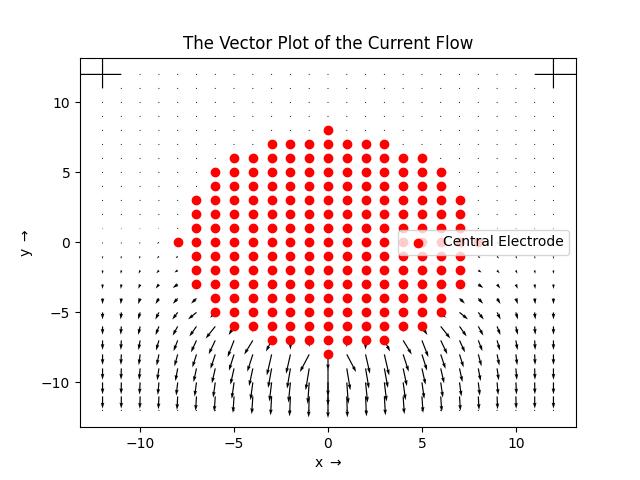 The Vector Plot of the Current Flow
10
5
0
−5
−10
y →
Central Electrode
−10 −5 0 5 10
x →